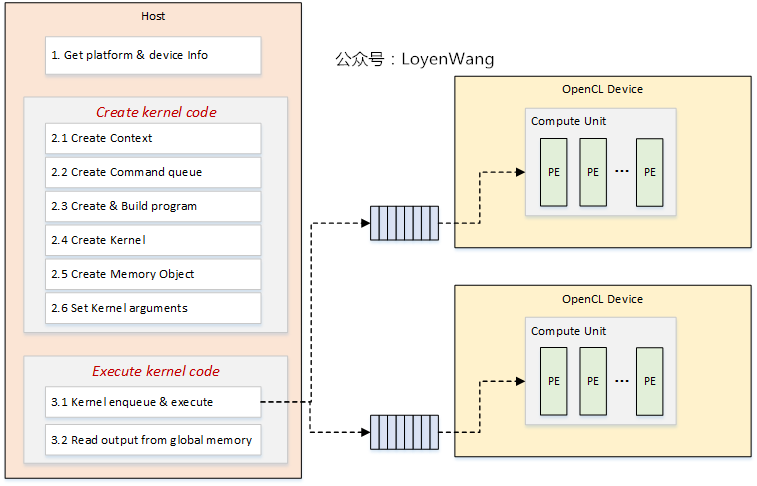 Host
1. Get platform & device Info
Create kernel code
2.1 Create Context
2.2 Create Command queue
2.3 Create & Build program
2.4 Create Kernel
2.5 Create Memory Object
2.6 Set Kernel arguments
Execute kernel code
3.1 Kernel enqueue & execute
3.2 Read output from global memory
公众号：LoyenWang
OpenCL Device
Compute Unit
PE PE ... PE
OpenCL Device
Compute Unit
PE PE ... PE